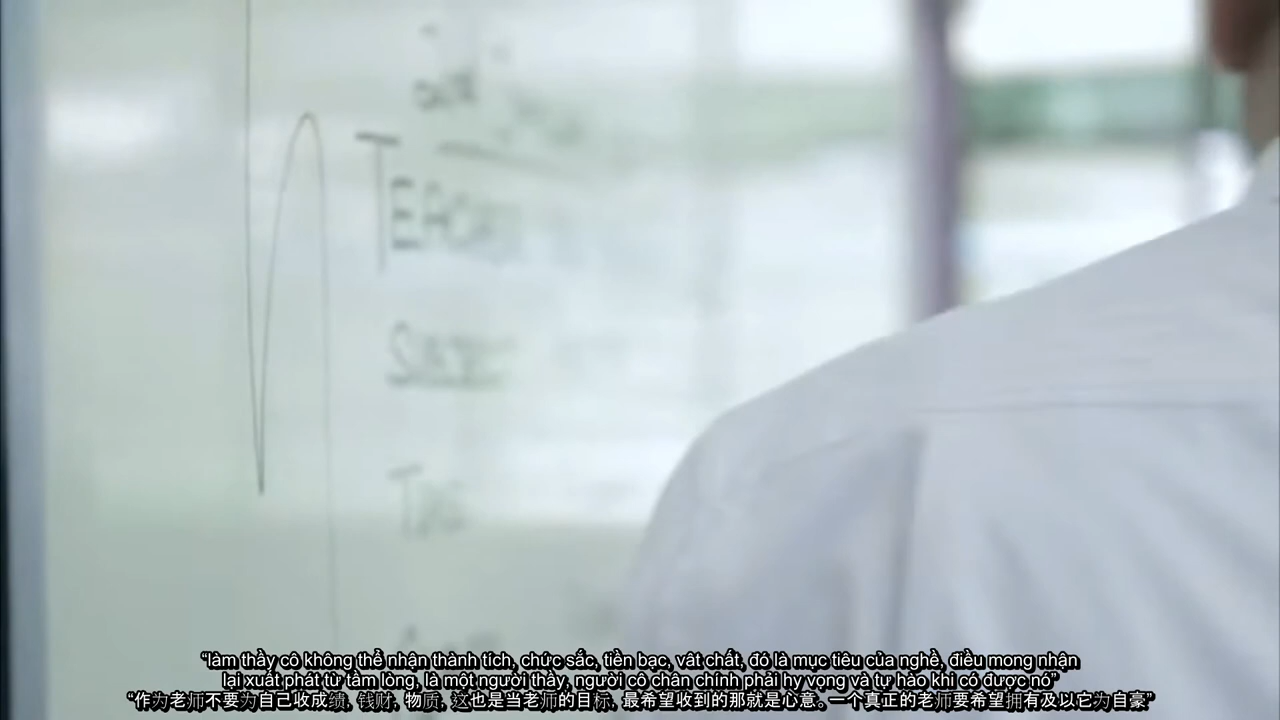 TEACH
“làm thầy cô không thể nhận thành tích, chức sắc, tiền bạc, vât chất, đó là mục tiêu của nghề, điều mong nhận
lại xuất phát từ tấm lòng, là một người thầy, người cô chân chính phải hy vọng và tự hào khi có được nó”
“作为老师不要为自己收成绩, 钱财, 物质, 这也是当老师的目标, 最希望收到的那就是心意。一个真正的老师要希望拥有及以它为自豪”